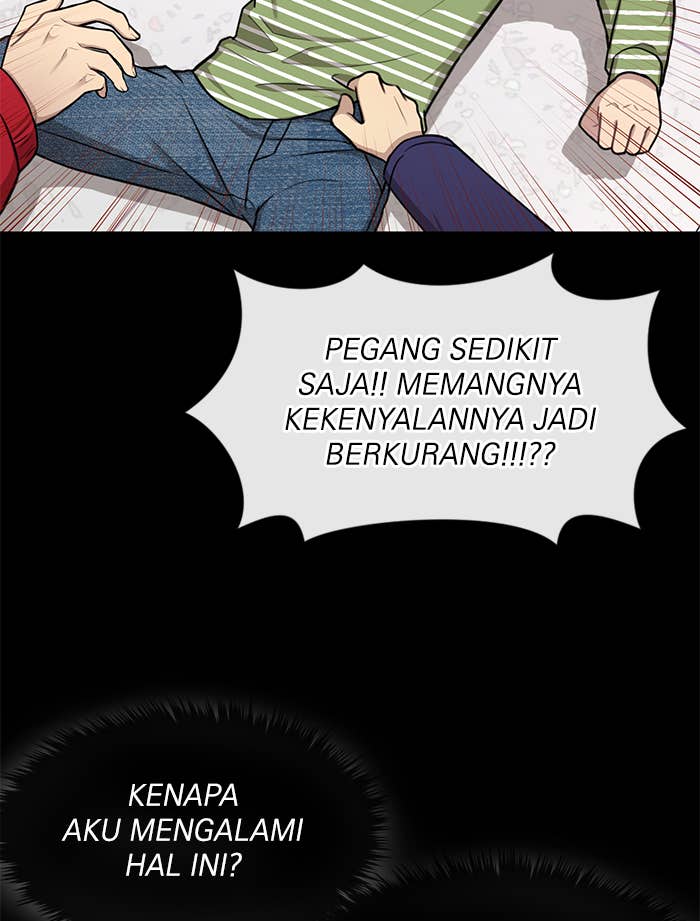 PEGANG SEDIKIT
SAJA!! MEMANGNYA
KEKENYALANNYA JADI
BERKURANG!!!??
KENAPA
AKU MENGALAMI
HAL INI?